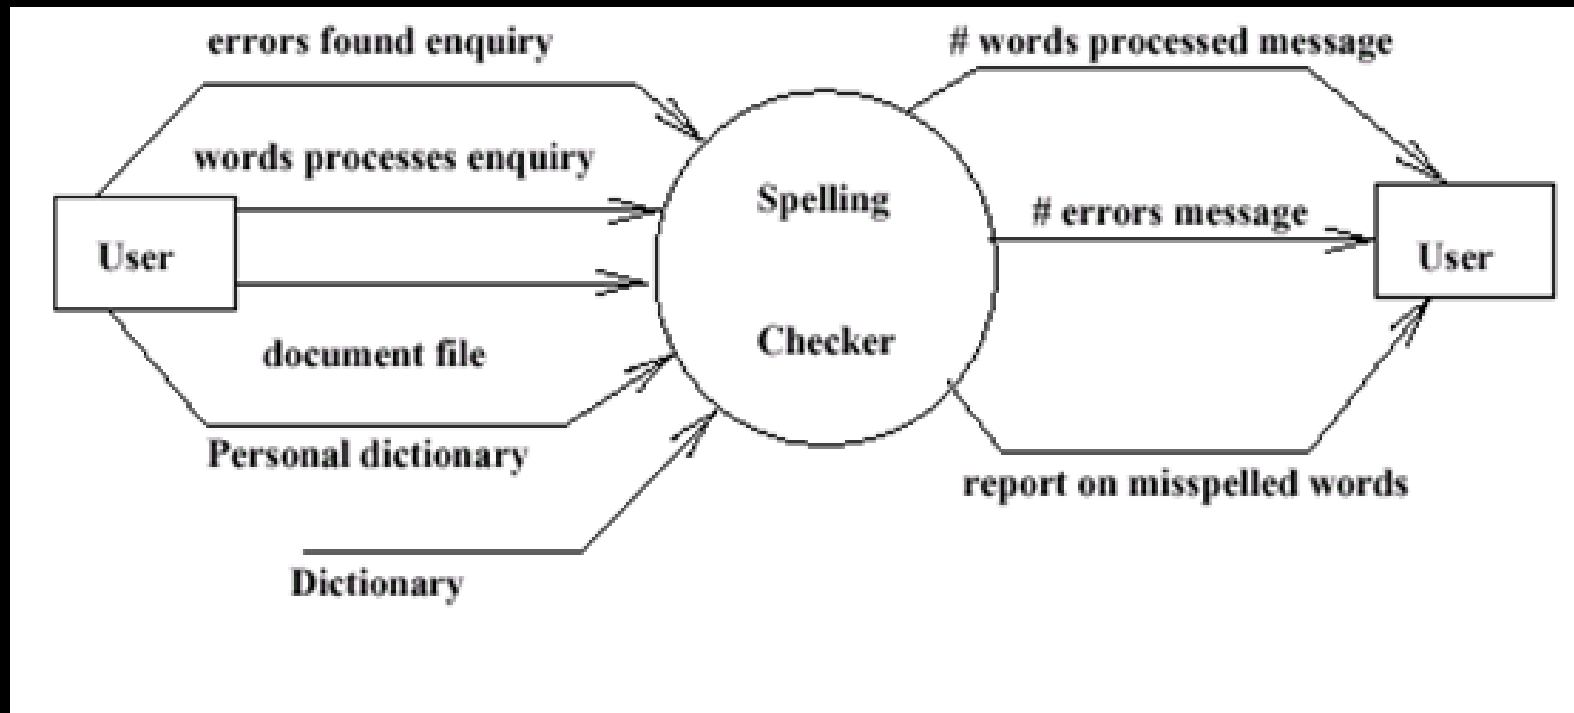 errors found enquiry
# words processed message
words processes enquiry
Spelling
# errors message
User
User
Checker
document file
Personal dictionary
report on misspelled words
Dictionary